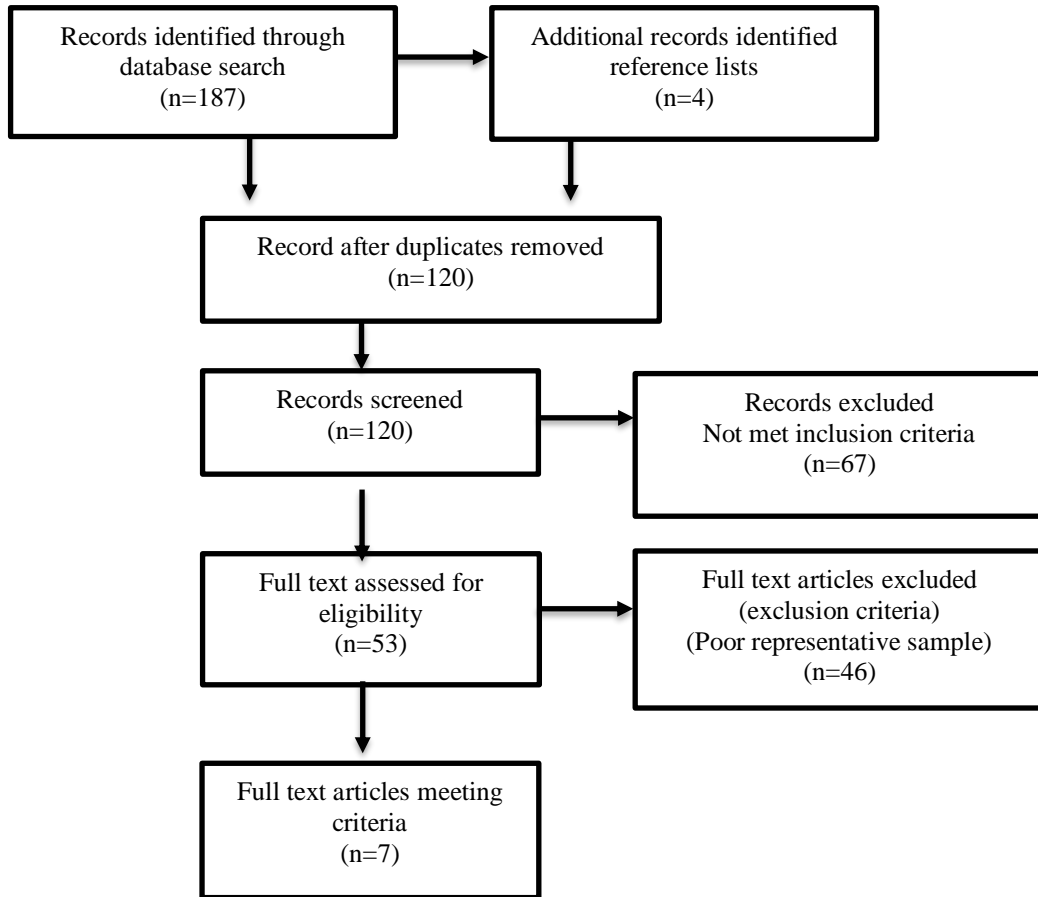 Records identified through
database search
(n=187)
Additional records identified
reference lists
(n=4)
Record after duplicates removed
(n=120)
Records screened
(n=120)
Records excluded
Not met inclusion criteria
(n=67)
Full text assessed for
eligibility
(n=53)
Full text articles excluded
(exclusion criteria)
(Poor representative sample)
(n=46)
Full text articles meeting
criteria
(n=7)